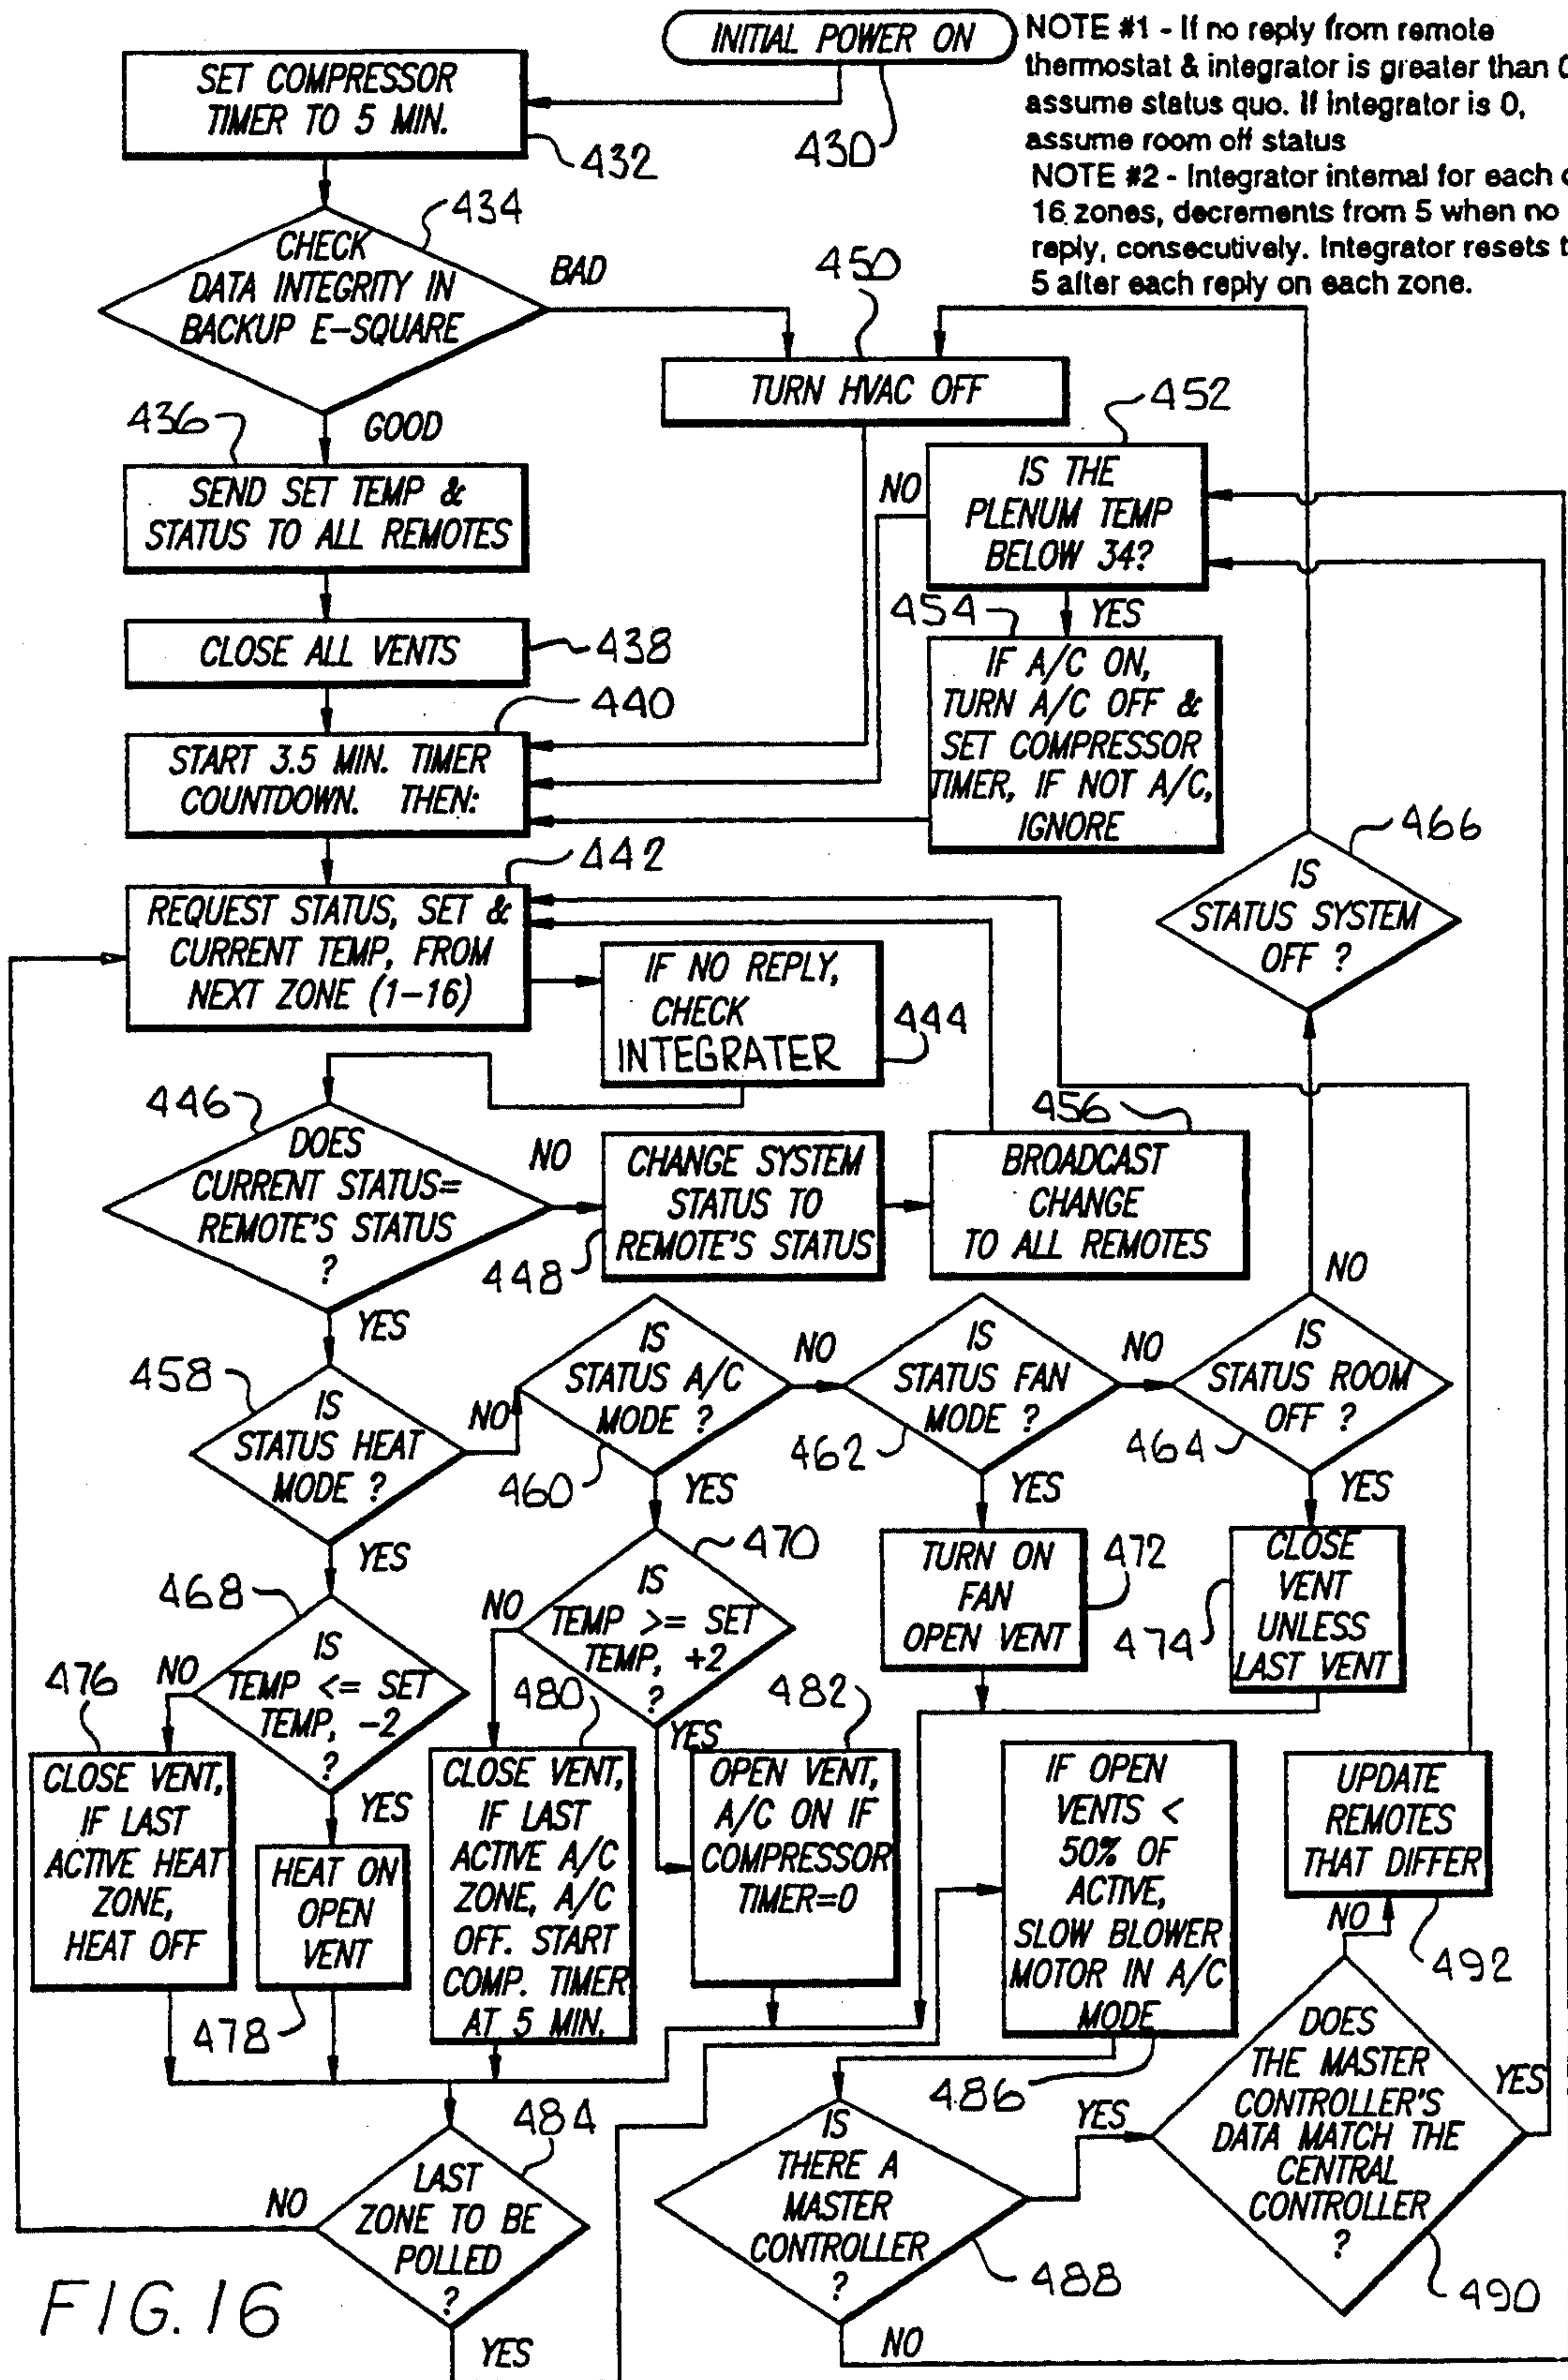 INITIAL POWER ON
430
NOTE #1 - If no reply from remote
thermostat & integrator is greater than
assume status quo. If integrator is 0,
assume room off status
NOTE #2 - Integrator internal for each
16 zones, decrements from 5 when no
reply, consecutively. Integrator resets
5 after each reply on each zone.
SET COMPRESSOR
TIMER TO 5 MIN.
432
434
CHECK
DATA INTEGRITY IN
BACKUP E-SQUARE
BAD
GOOD
450
TURN HVAC OFF
436
SEND SET TEMP &
STATUS TO ALL REMOTES
452
IS THE
PLENUM TEMP
BELOW 34?
NO
YES
CLOSE ALL VENTS
438
454
IF A/C ON,
TURN A/C OFF &
SET COMPRESSOR
TIMER, IF NOT A/C,
IGNORE
440
START 3.5 MIN. TIMER
COUNTDOWN. THEN:
442
REQUEST STATUS, SET &
CURRENT TEMP, FROM
NEXT ZONE (1-16)
IF NO REPLY,
CHECK
INTEGRATER
444
466
IS
STATUS SYSTEM
OFF ?
446
DOES
CURRENT STATUS=
REMOTE'S STATUS
?
NO
YES
CHANGE SYSTEM
STATUS TO
REMOTE'S STATUS
448
456
BROADCAST
CHANGE
TO ALL REMOTES
458
IS
STATUS HEAT
MODE ?
NO
YES
IS
STATUS A/C
MODE ?
460
NO
YES
IS
STATUS FAN
MODE ?
462
NO
YES
IS
STATUS ROOM
OFF ?
464
NO
YES
468
IS
TEMP <= SET
TEMP, -2
?
NO
YES
470
IS
TEMP >= SET
TEMP, +2
?
NO
YES
TURN ON
FAN
OPEN VENT
472
CLOSE
VENT
UNLESS
LAST VENT
474
476
CLOSE VENT,
IF LAST
ACTIVE HEAT
ZONE,
HEAT OFF
HEAT ON
OPEN
VENT
478
480
CLOSE VENT,
IF LAST
ACTIVE A/C
ZONE, A/C
OFF. START
COMP. TIMER
AT 5 MIN.
482
OPEN VENT,
A/C ON IF
COMPRESSOR
TIMER=0
IF OPEN
VENTS <
50% OF
ACTIVE,
SLOW BLOWER
MOTOR IN A/C
MODE
486
UPDATE
REMOTES
THAT DIFFER
492
NO
DOES
THE MASTER
CONTROLLER'S
DATA MATCH THE
CENTRAL
CONTROLLER
?
490
YES
484
LAST
ZONE TO BE
POLLED
?
NO
YES
IS
THERE A
MASTER
CONTROLLER
?
488
YES
NO
FIG. 16